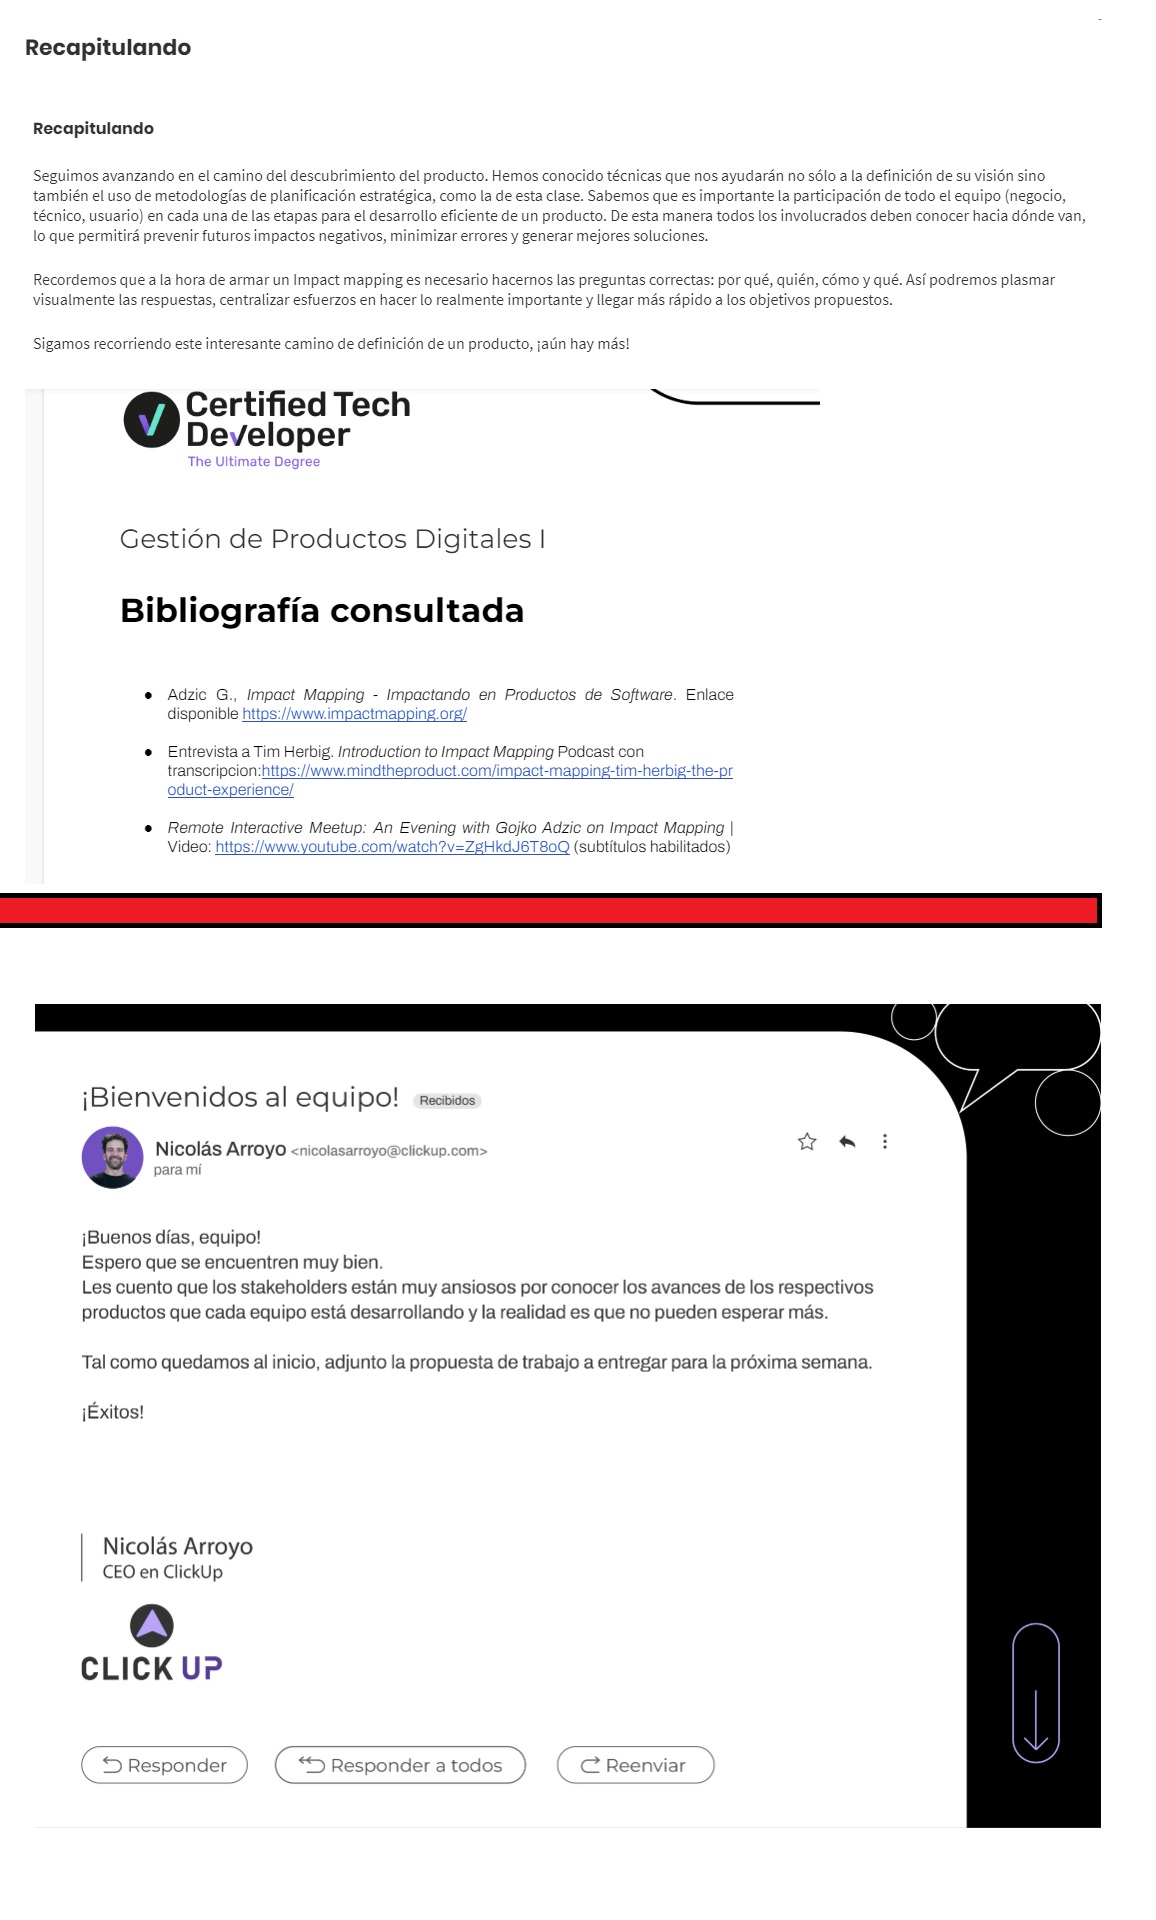 Recapitulando
Recapitulando
Seguimos avanzando en el camino del descubrimiento del producto. Hemos conocido técnicas que nos ayudarán no sólo a la definición de su visión sino
también el uso de metodologías de planificación estratégica, como la de esta clase. Sabemos que es importante la participación de todo el equipo (negocio,
técnico, usuario) en cada una de las etapas para el desarrollo eficiente de un producto. De esta manera todos los involucrados deben conocer hacia dónde van,
lo que permitirá prevenir futuros impactos negativos, minimizar errores y generar mejores soluciones.
Recordemos que a la hora de armar un Impact mapping es necesario hacernos las preguntas correctas: por qué, quién, cómo y qué. Así podremos plasmar
visualmente las respuestas, centralizar esfuerzos en hacer lo realmente importante y llegar más rápido a los objetivos propuestos.
Sigamos recorriendo este interesante camino de definición de un producto, ¡aún hay más!
Certified Tech
Developer
The Ultimate Degree
Gestión de Productos Digitales I
Bibliografía consultada
● Adzic G., Impact Mapping - Impactando en Productos de Software. Enlace
disponible https://www.impactmapping.org/
● Entrevista a Tim Herbig. Introduction to Impact Mapping Podcast con
transcripcion:https://www.mindtheproduct.com/impact-mapping-tim-herbig-the-pr
oduct-experience/
● Remote Interactive Meetup: An Evening with Gojko Adzic on Impact Mapping |
Video: https://www.youtube.com/watch?v=ZgHkdJ6T8oQ (subtítulos habilitados)
¡Bienvenidos al equipo! Recibidos
Nicolás Arroyo <nicolasarroyo@clickup.com>
para mí
¡Buenos días, equipo!
Espero que se encuentren muy bien.
Les cuento que los stakeholders están muy ansiosos por conocer los avances de los respectivos
productos que cada equipo está desarrollando y la realidad es que no pueden esperar más.
Tal como quedamos al inicio, adjunto la propuesta de trabajo a entregar para la próxima semana.
¡Éxitos!
Nicolás Arroyo
CEO en ClickUp
CLICK UP
Responder Responder a todos Reenviar